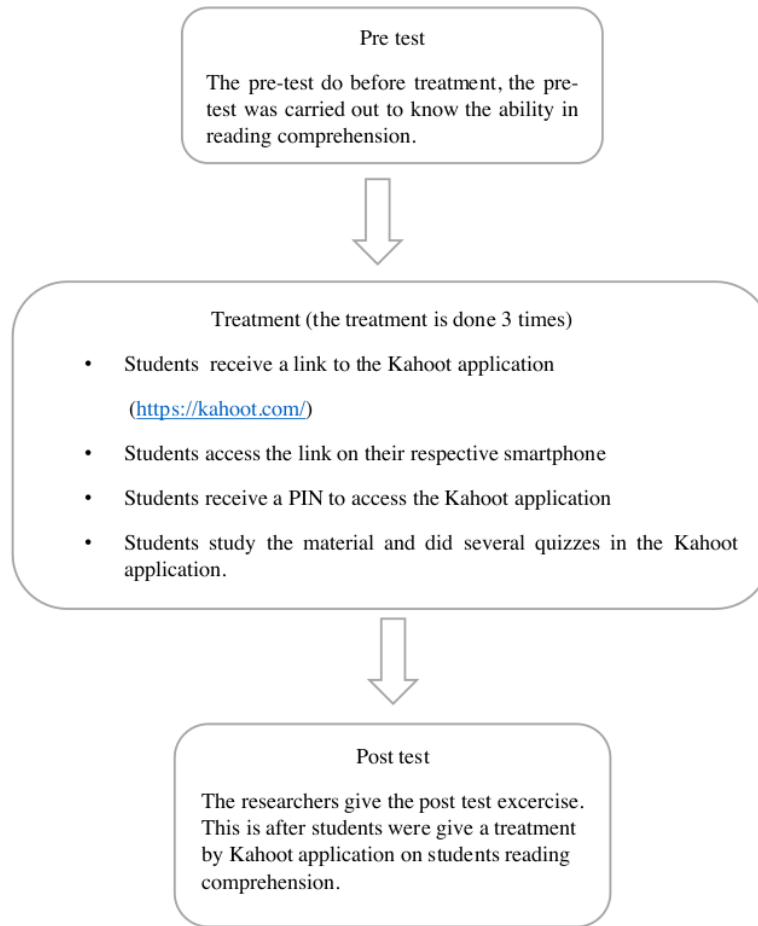 Pre test
The pre-test do before treatment, the pre-
test was carried out to know the ability in
reading comprehension.
Treatment (the treatment is done 3 times)
• Students receive a link to the Kahoot application
(https://kahoot.com/)
• Students access the link on their respective smartphone
• Students receive a PIN to access the Kahoot application
• Students study the material and did several quizzes in the Kahoot
application.
Post test
The researchers give the post test excercise.
This is after students were give a treatment
by Kahoot application on students reading
comprehension.